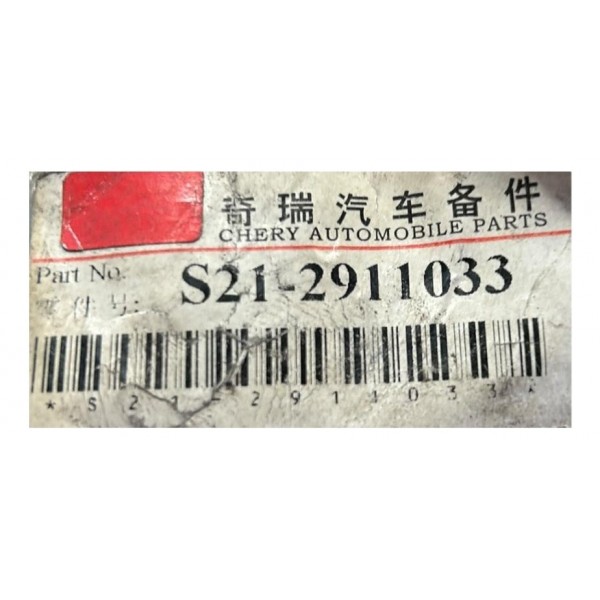 奇瑞汽车备件
CHERY AUTOMOBILE PARTS
Part No.
S21-2911033
零件号:
*S21-2911033*